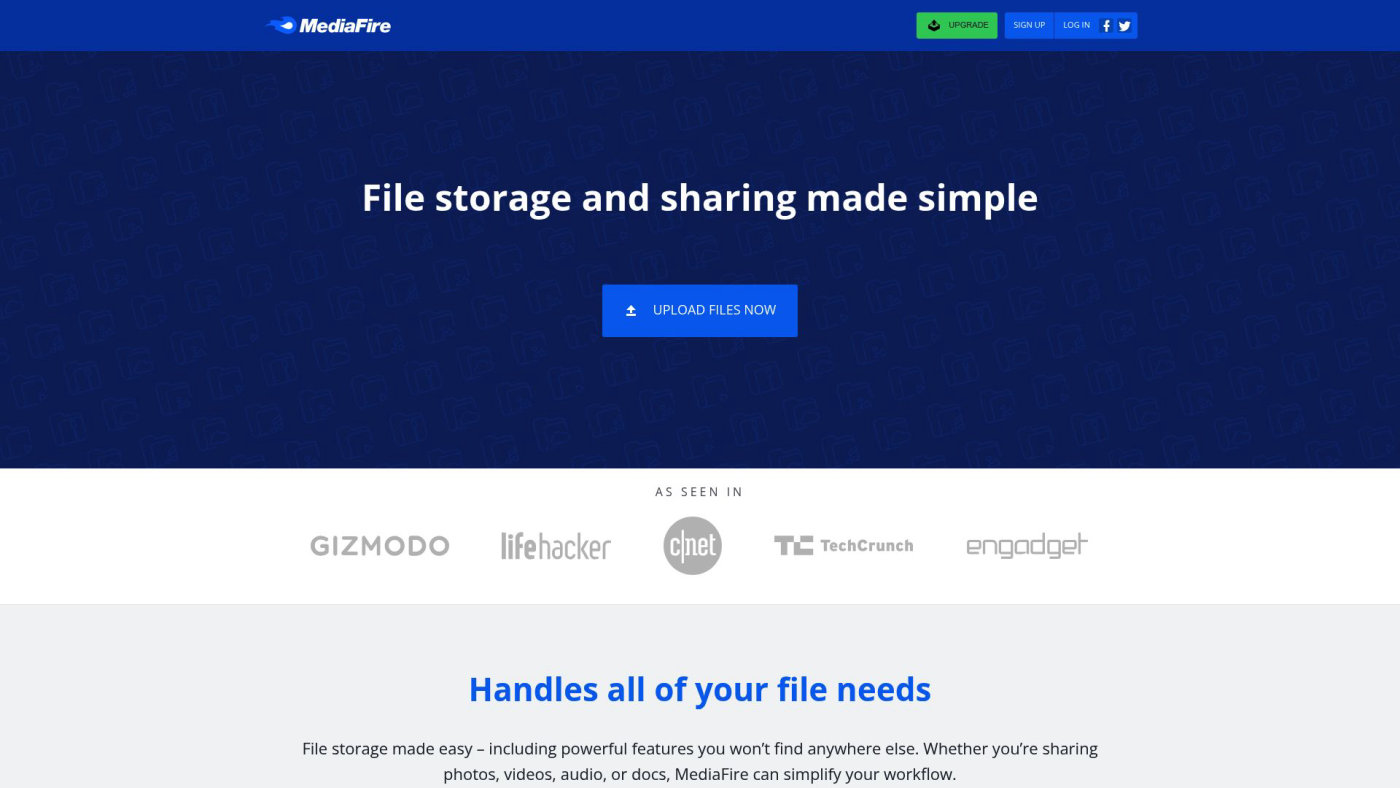 MediaFire
UPGRADE
SIGN UP
LOG IN
File storage and sharing made simple
UPLOAD FILES NOW
AS SEEN IN
GIZMODO
lifehacker
c|net
TC TechCrunch
engadget
Handles all of your file needs
File storage made easy – including powerful features you won’t find anywhere else. Whether you’re sharing
photos, videos, audio, or docs, MediaFire can simplify your workflow.